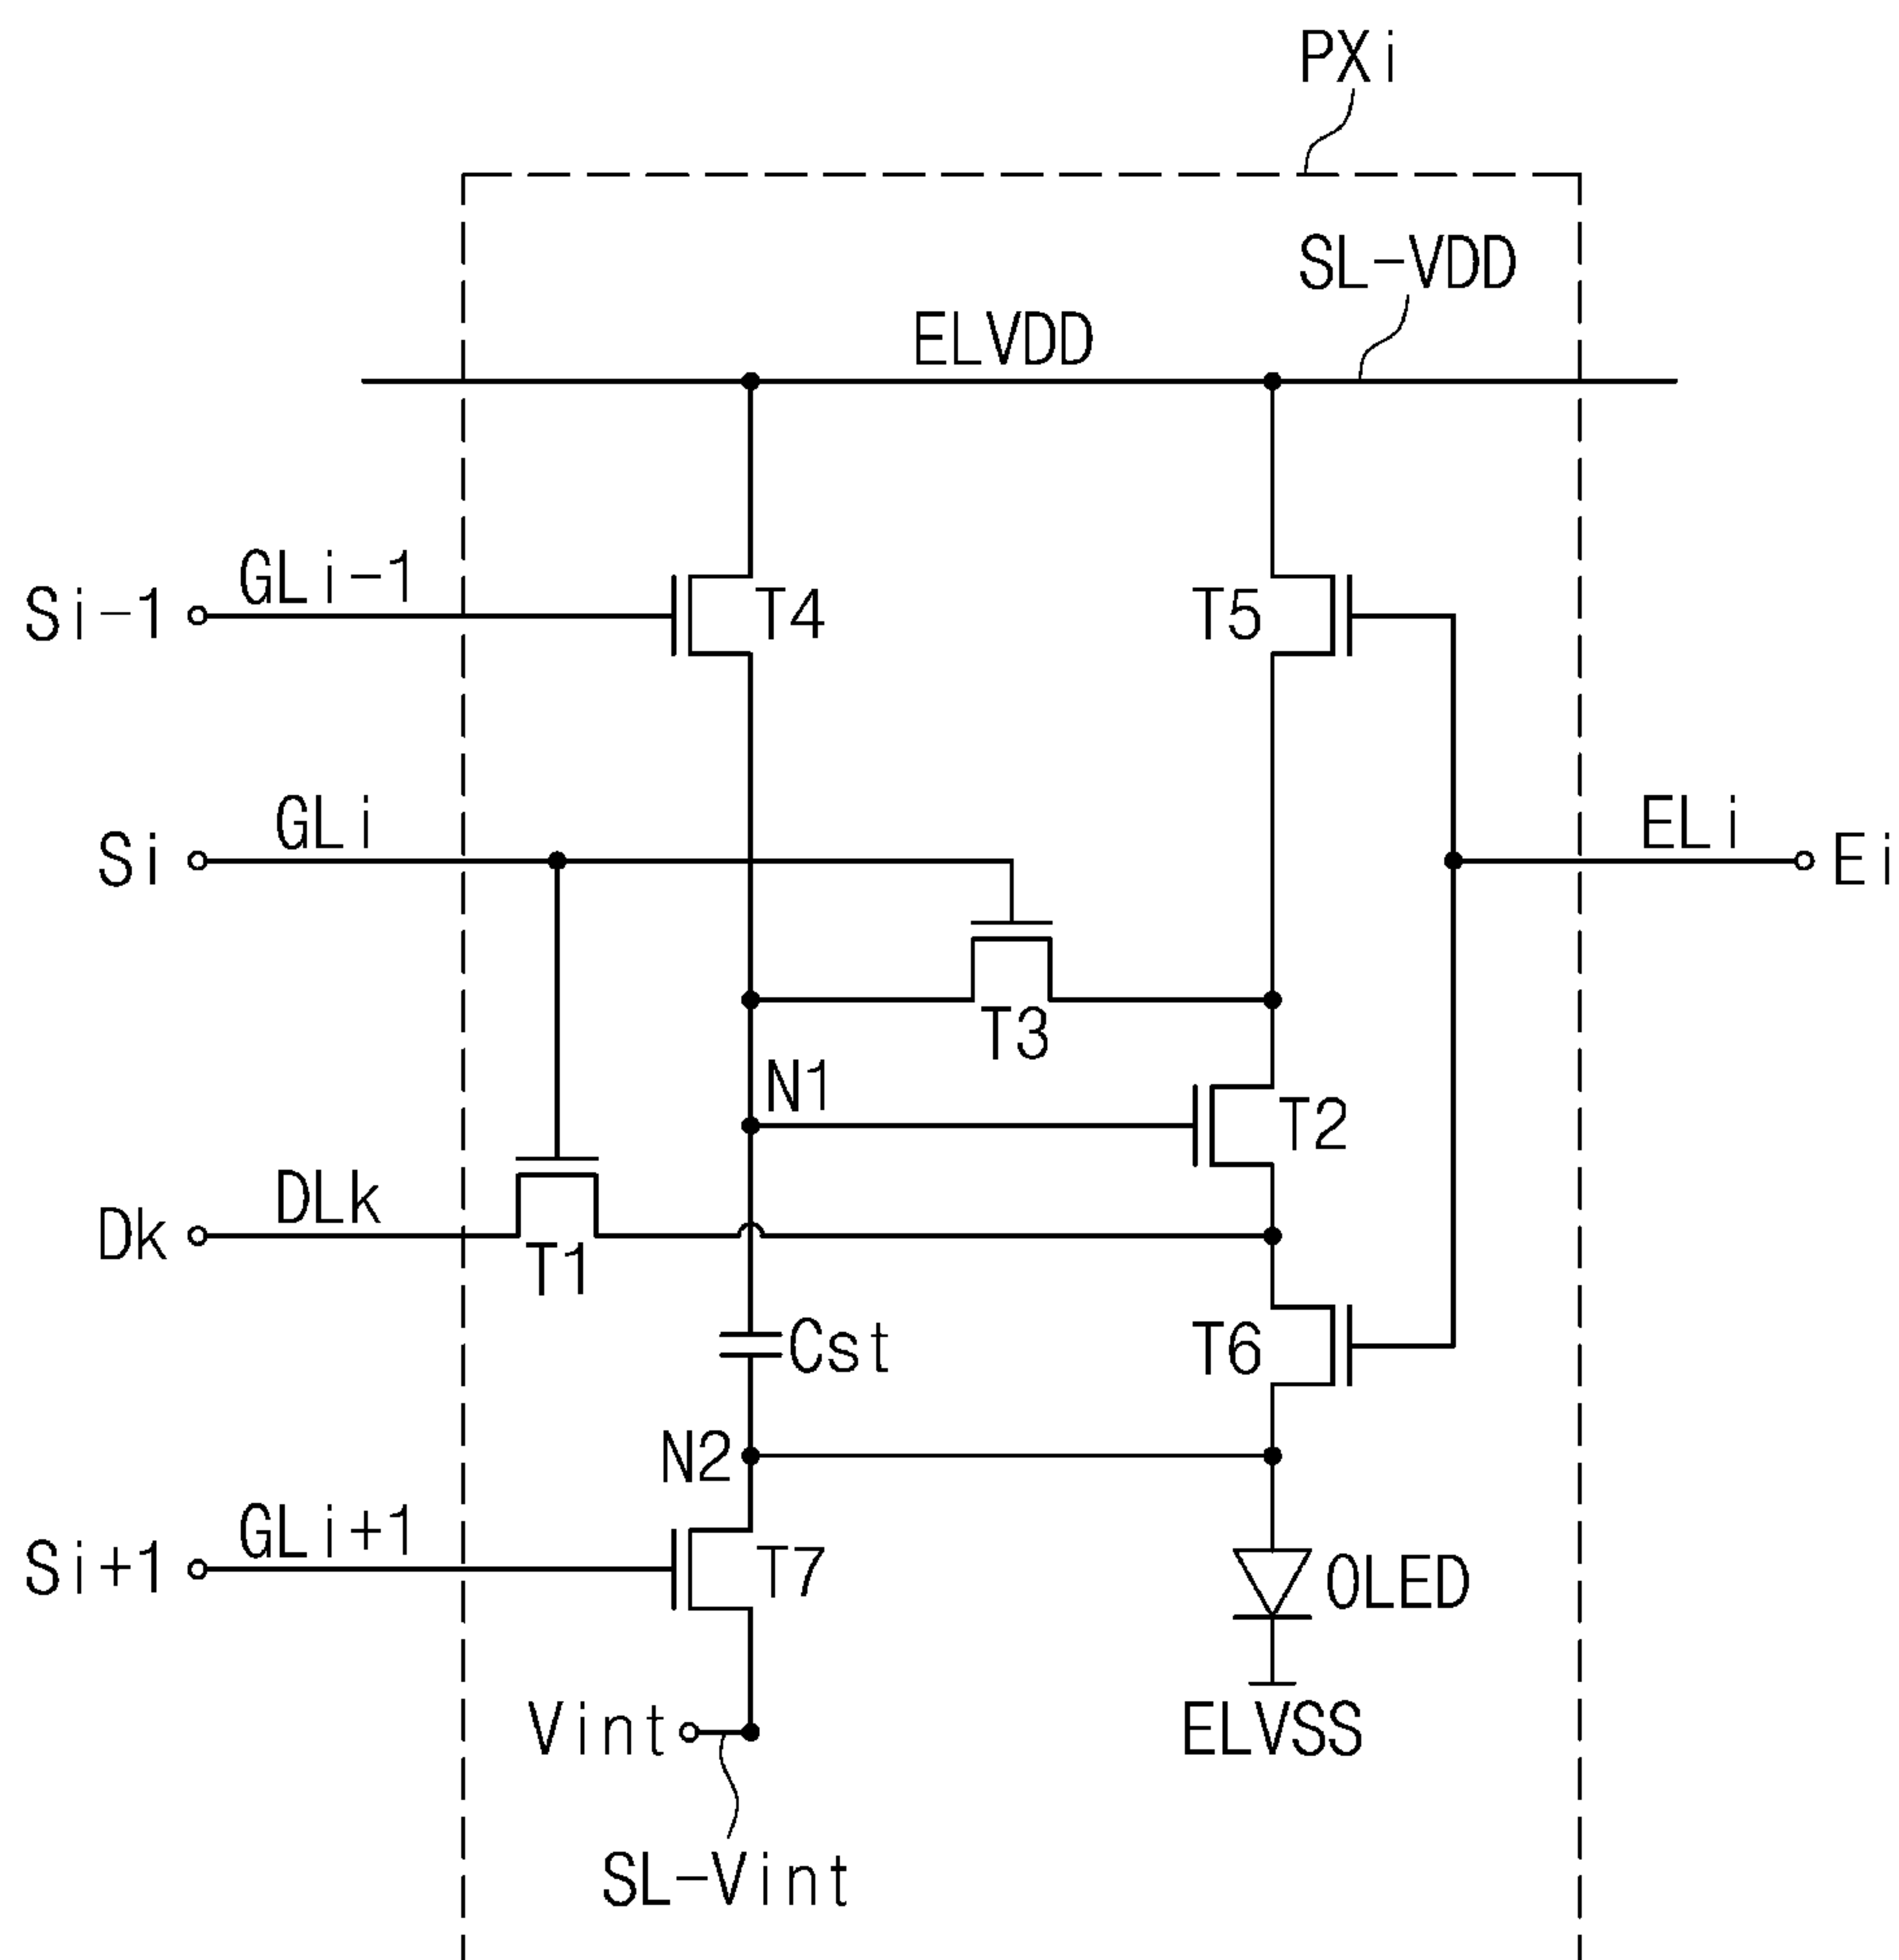 PXi
SL-VDD
ELVDD
GLi-1
Si-1
T4
T5
GLi
Si
ELi
Ei
T3
N1
T2
DLk
Dk
T1
Cst
T6
N2
GLi+1
Si+1
T7
OLED
Vint
ELVSS
SL-Vint